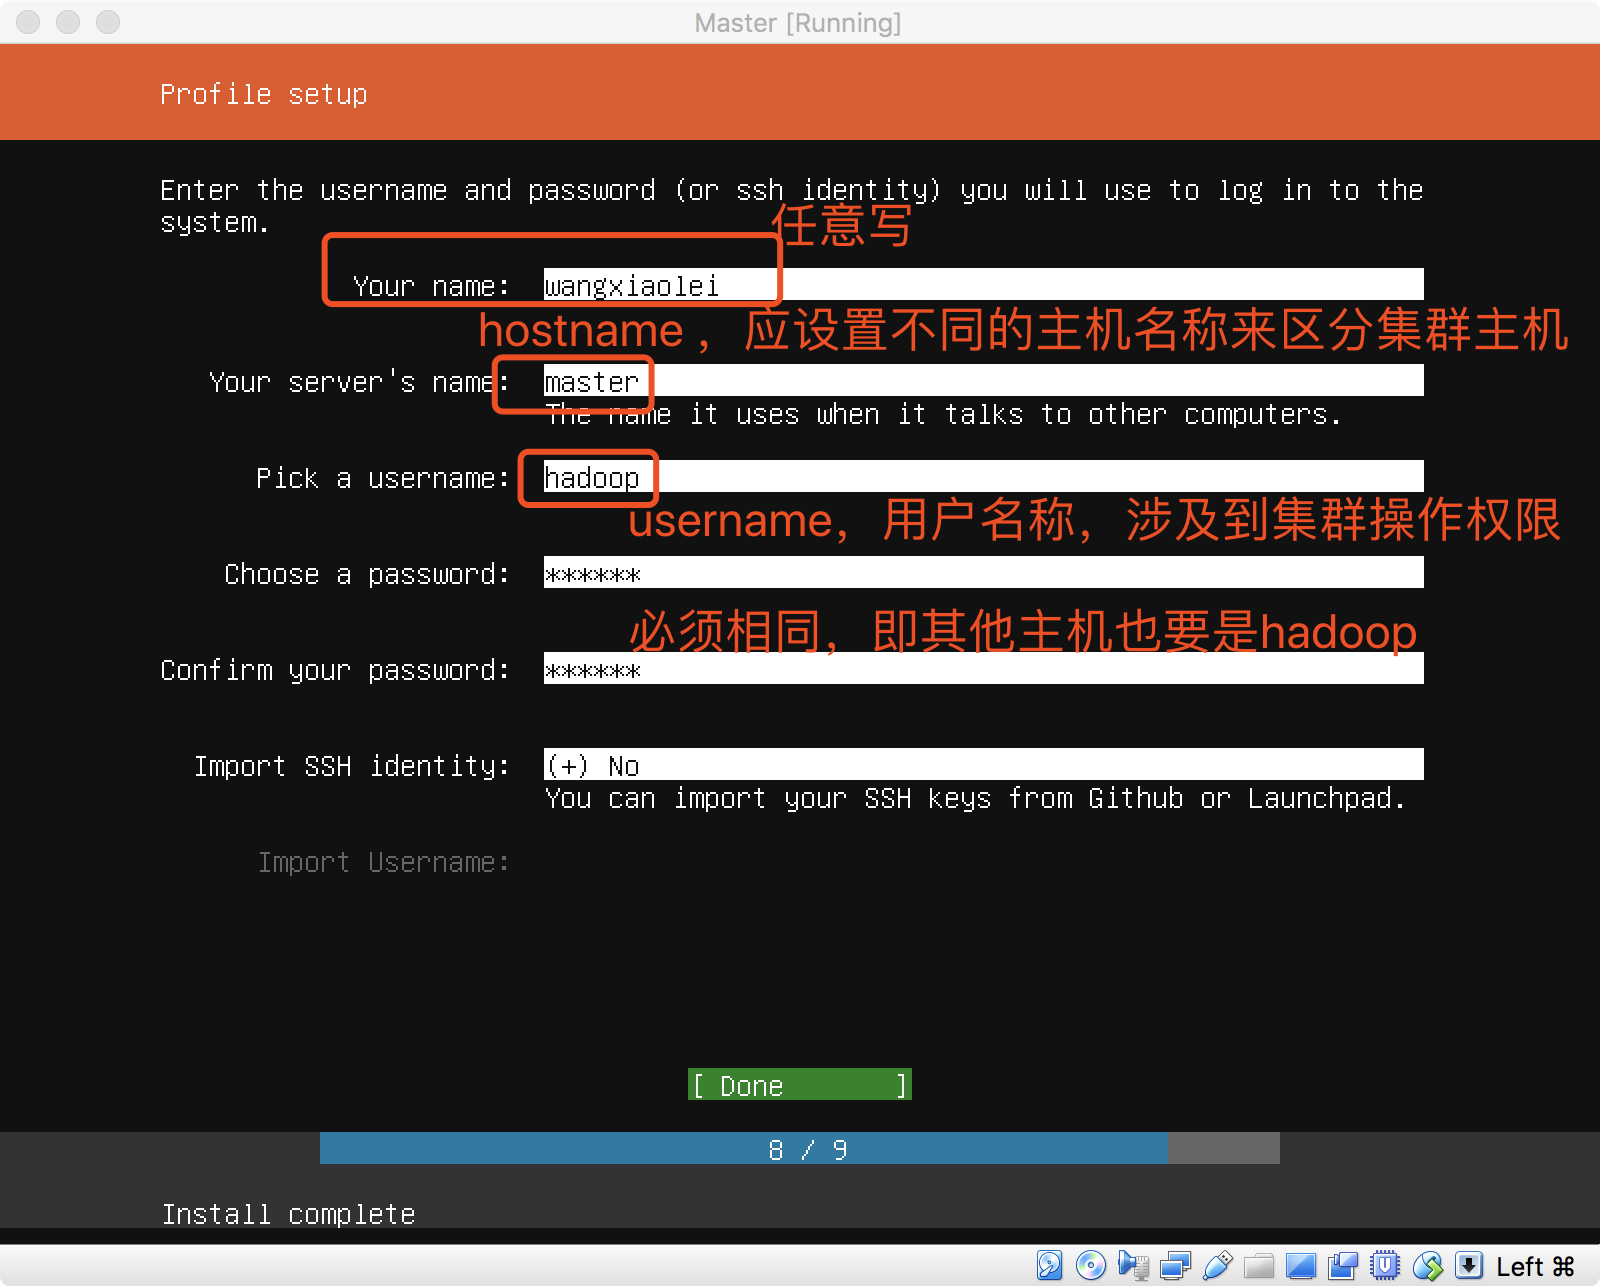 Master [Running]
Profile setup
Enter the username and password (or ssh identity) you will use to log in to the
system.
任意写
Your name: wangxiaolei
hostname ，应设置不同的主机名称来区分集群主机
Your server's name: master
The name it uses when it talks to other computers.
Pick a username: hadoop
username，用户名称，涉及到集群操作权限
Choose a password: ******
必须相同，即其他主机也要是hadoop
Confirm your password: ******
Import SSH identity: (+) No
You can import your SSH keys from Github or Launchpad.
Import Username:
[ Done ]
8 / 9
Install complete
Left ⌘